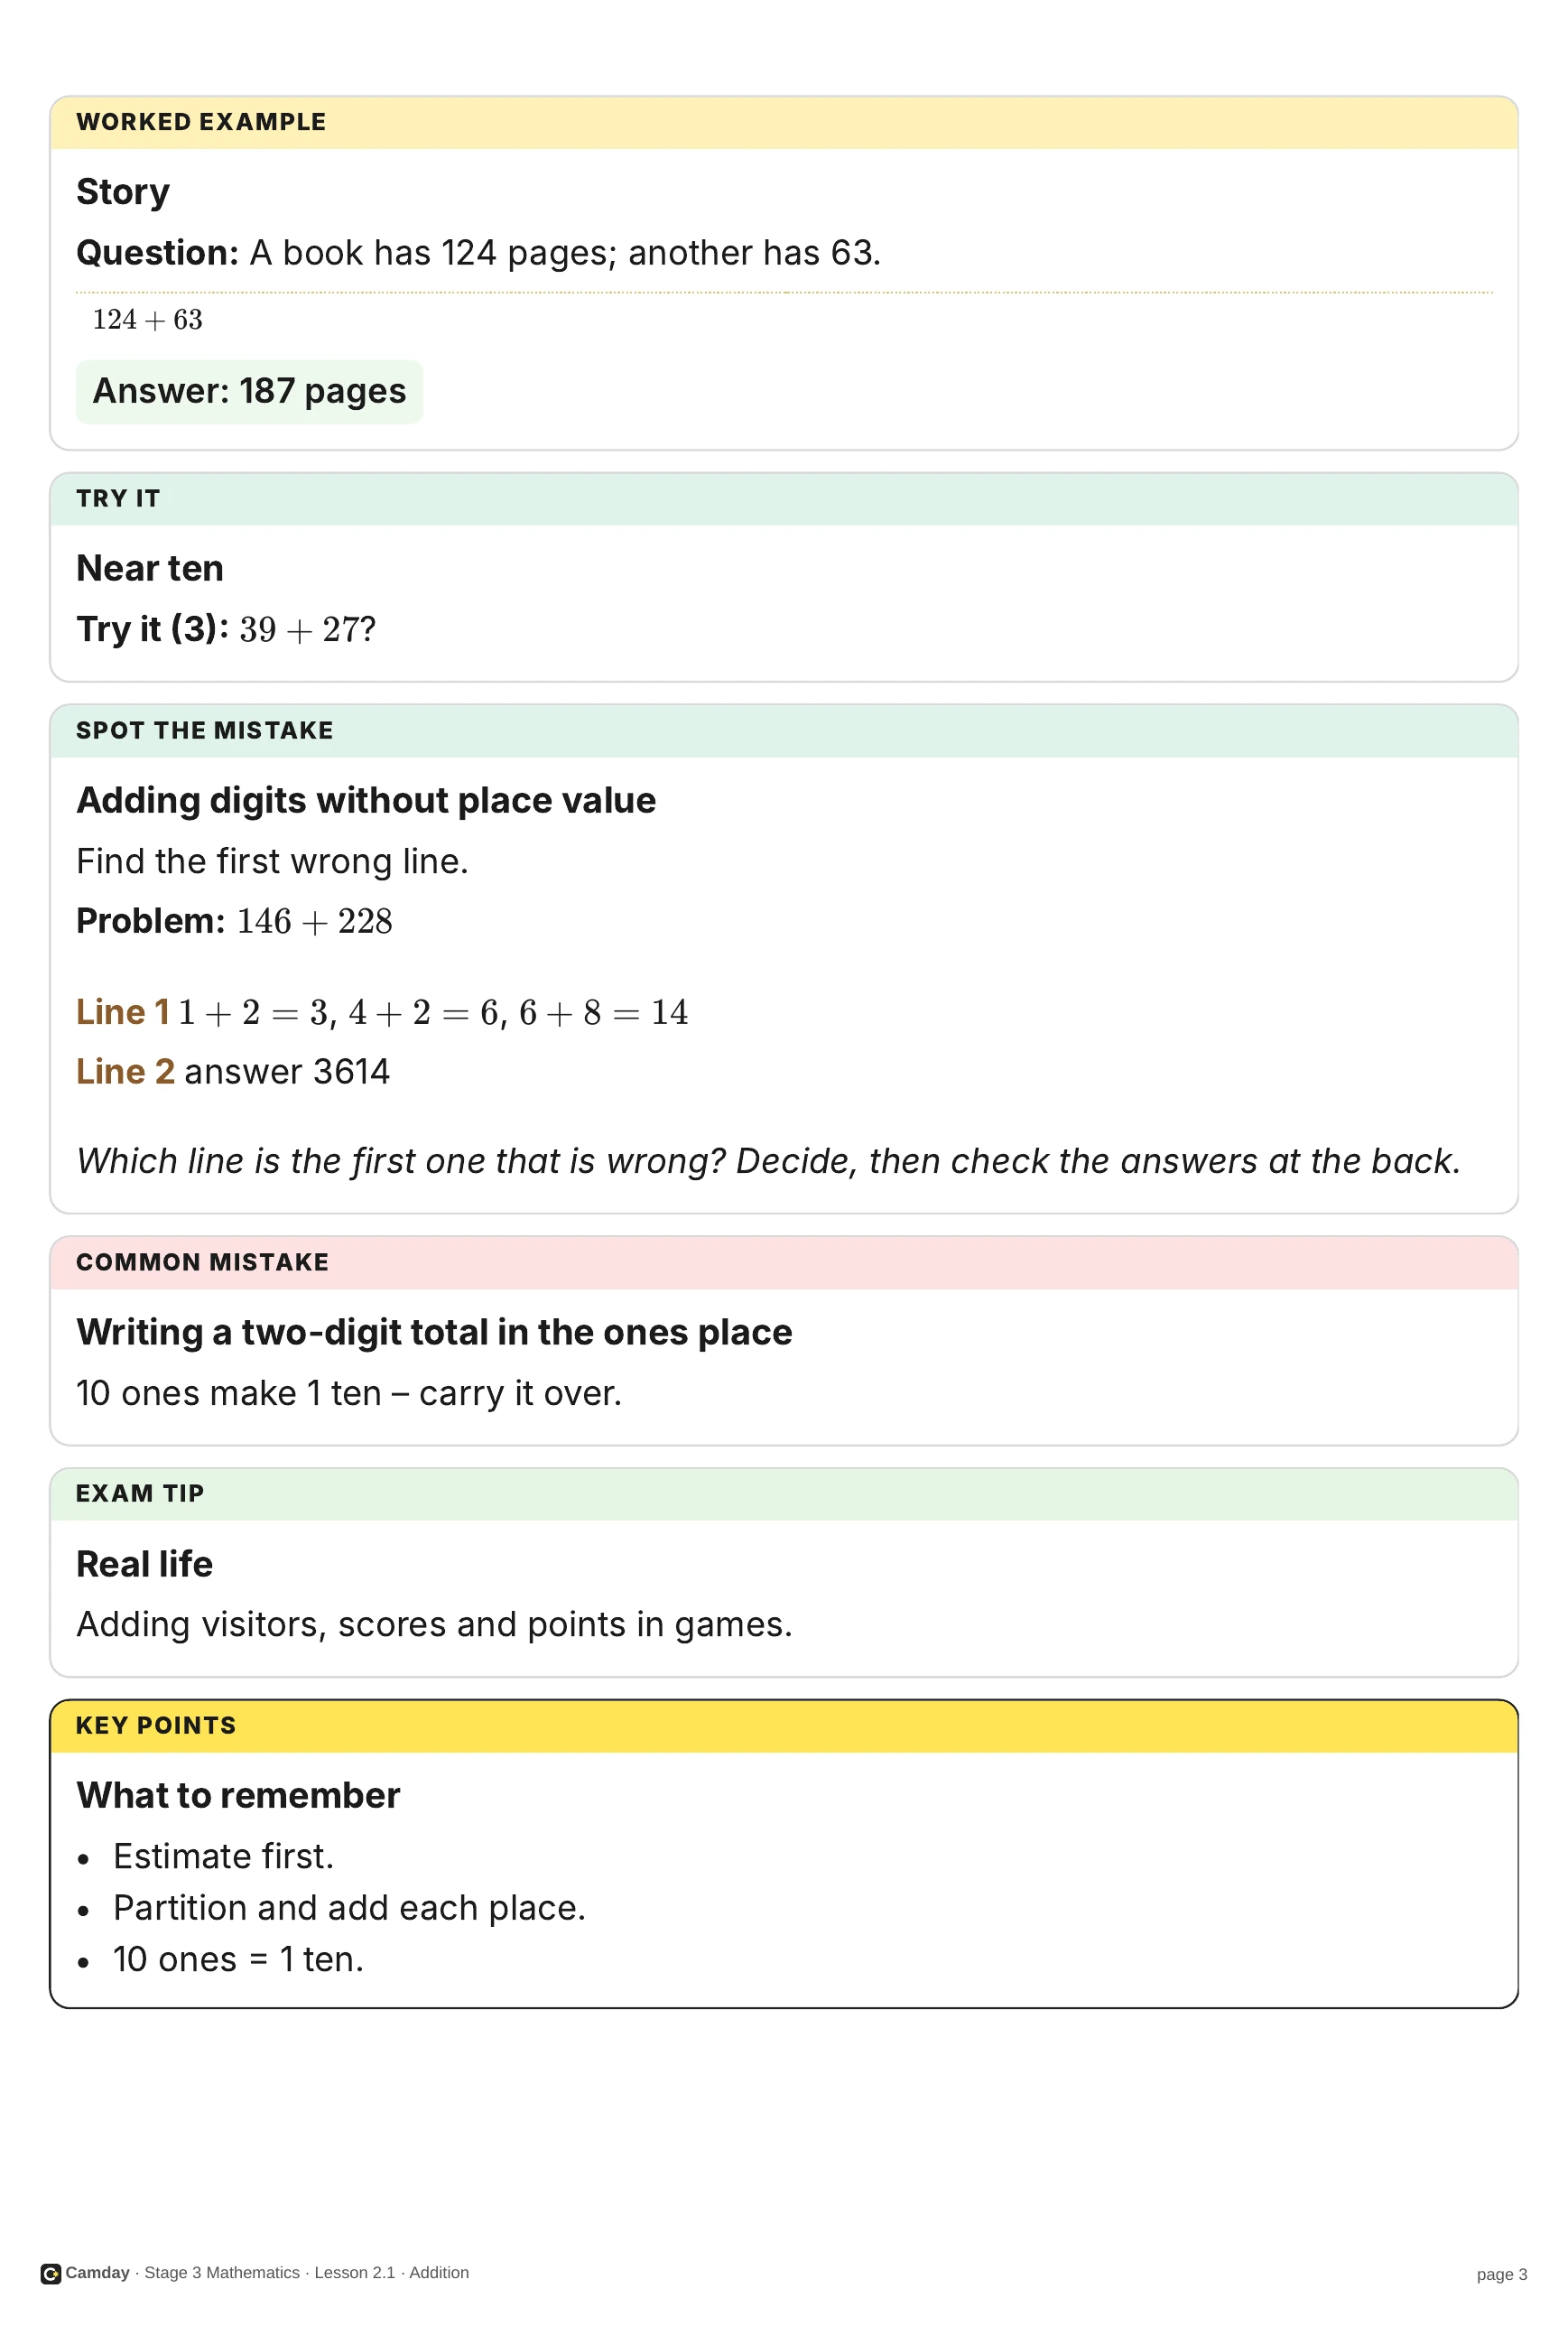 WORKED EXAMPLE
Story
Question: A book has 124 pages; another has 63.
124 + 63
Answer: 187 pages
TRY IT
Near ten
Try it (3): 39 + 27?
SPOT THE MISTAKE
Adding digits without place value
Find the first wrong line.
Problem: 146 + 228
Line 1 1 + 2 = 3, 4 + 2 = 6, 6 + 8 = 14
Line 2 answer 3614
Which line is the first one that is wrong? Decide, then check the answers at the back.
COMMON MISTAKE
Writing a two-digit total in the ones place
10 ones make 1 ten – carry it over.
EXAM TIP
Real life
Adding visitors, scores and points in games.
KEY POINTS
What to remember
• Estimate first.
• Partition and add each place.
• 10 ones = 1 ten.
Camday · Stage 3 Mathematics · Lesson 2.1 · Addition
page 3